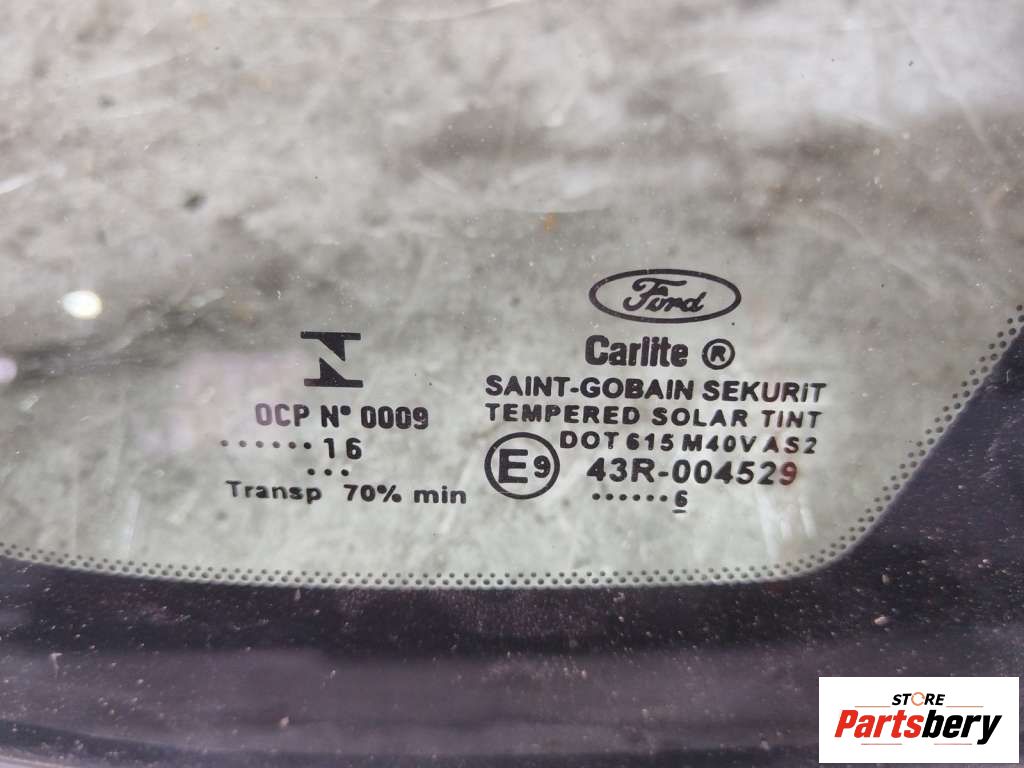 Ford
Carlite ®
SAINT-GOBAIN SEKURIT
TEMPERED SOLAR TINT
DOT 615 M40V AS2
E9
43R-004529
......6
N
OCP Nº 0009
......16
...
Transp 70% min
STORE
Partsbery